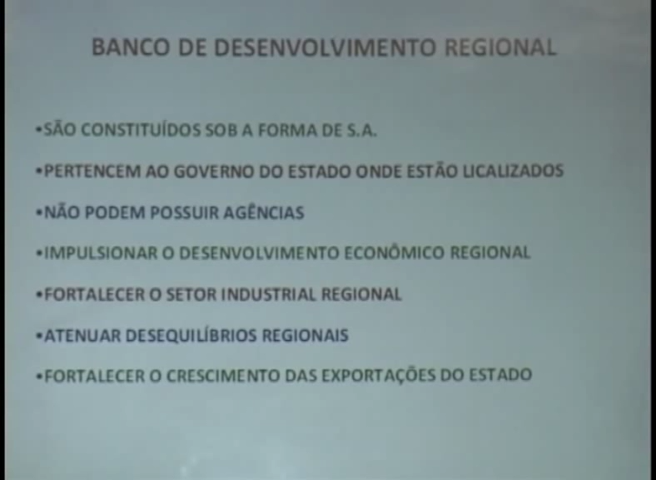 BANCO DE DESENVOLVIMENTO REGIONAL
•SÃO CONSTITUÍDOS SOB A FORMA DE S.A.
•PERTENCEM AO GOVERNO DO ESTADO ONDE ESTÃO LICALIZADOS
•NÃO PODEM POSSUIR AGÊNCIAS
•IMPULSIONAR O DESENVOLVIMENTO ECONÔMICO REGIONAL
•FORTALECER O SETOR INDUSTRIAL REGIONAL
•ATENUAR DESEQUILÍBRIOS REGIONAIS
•FORTALECER O CRESCIMENTO DAS EXPORTAÇÕES DO ESTADO